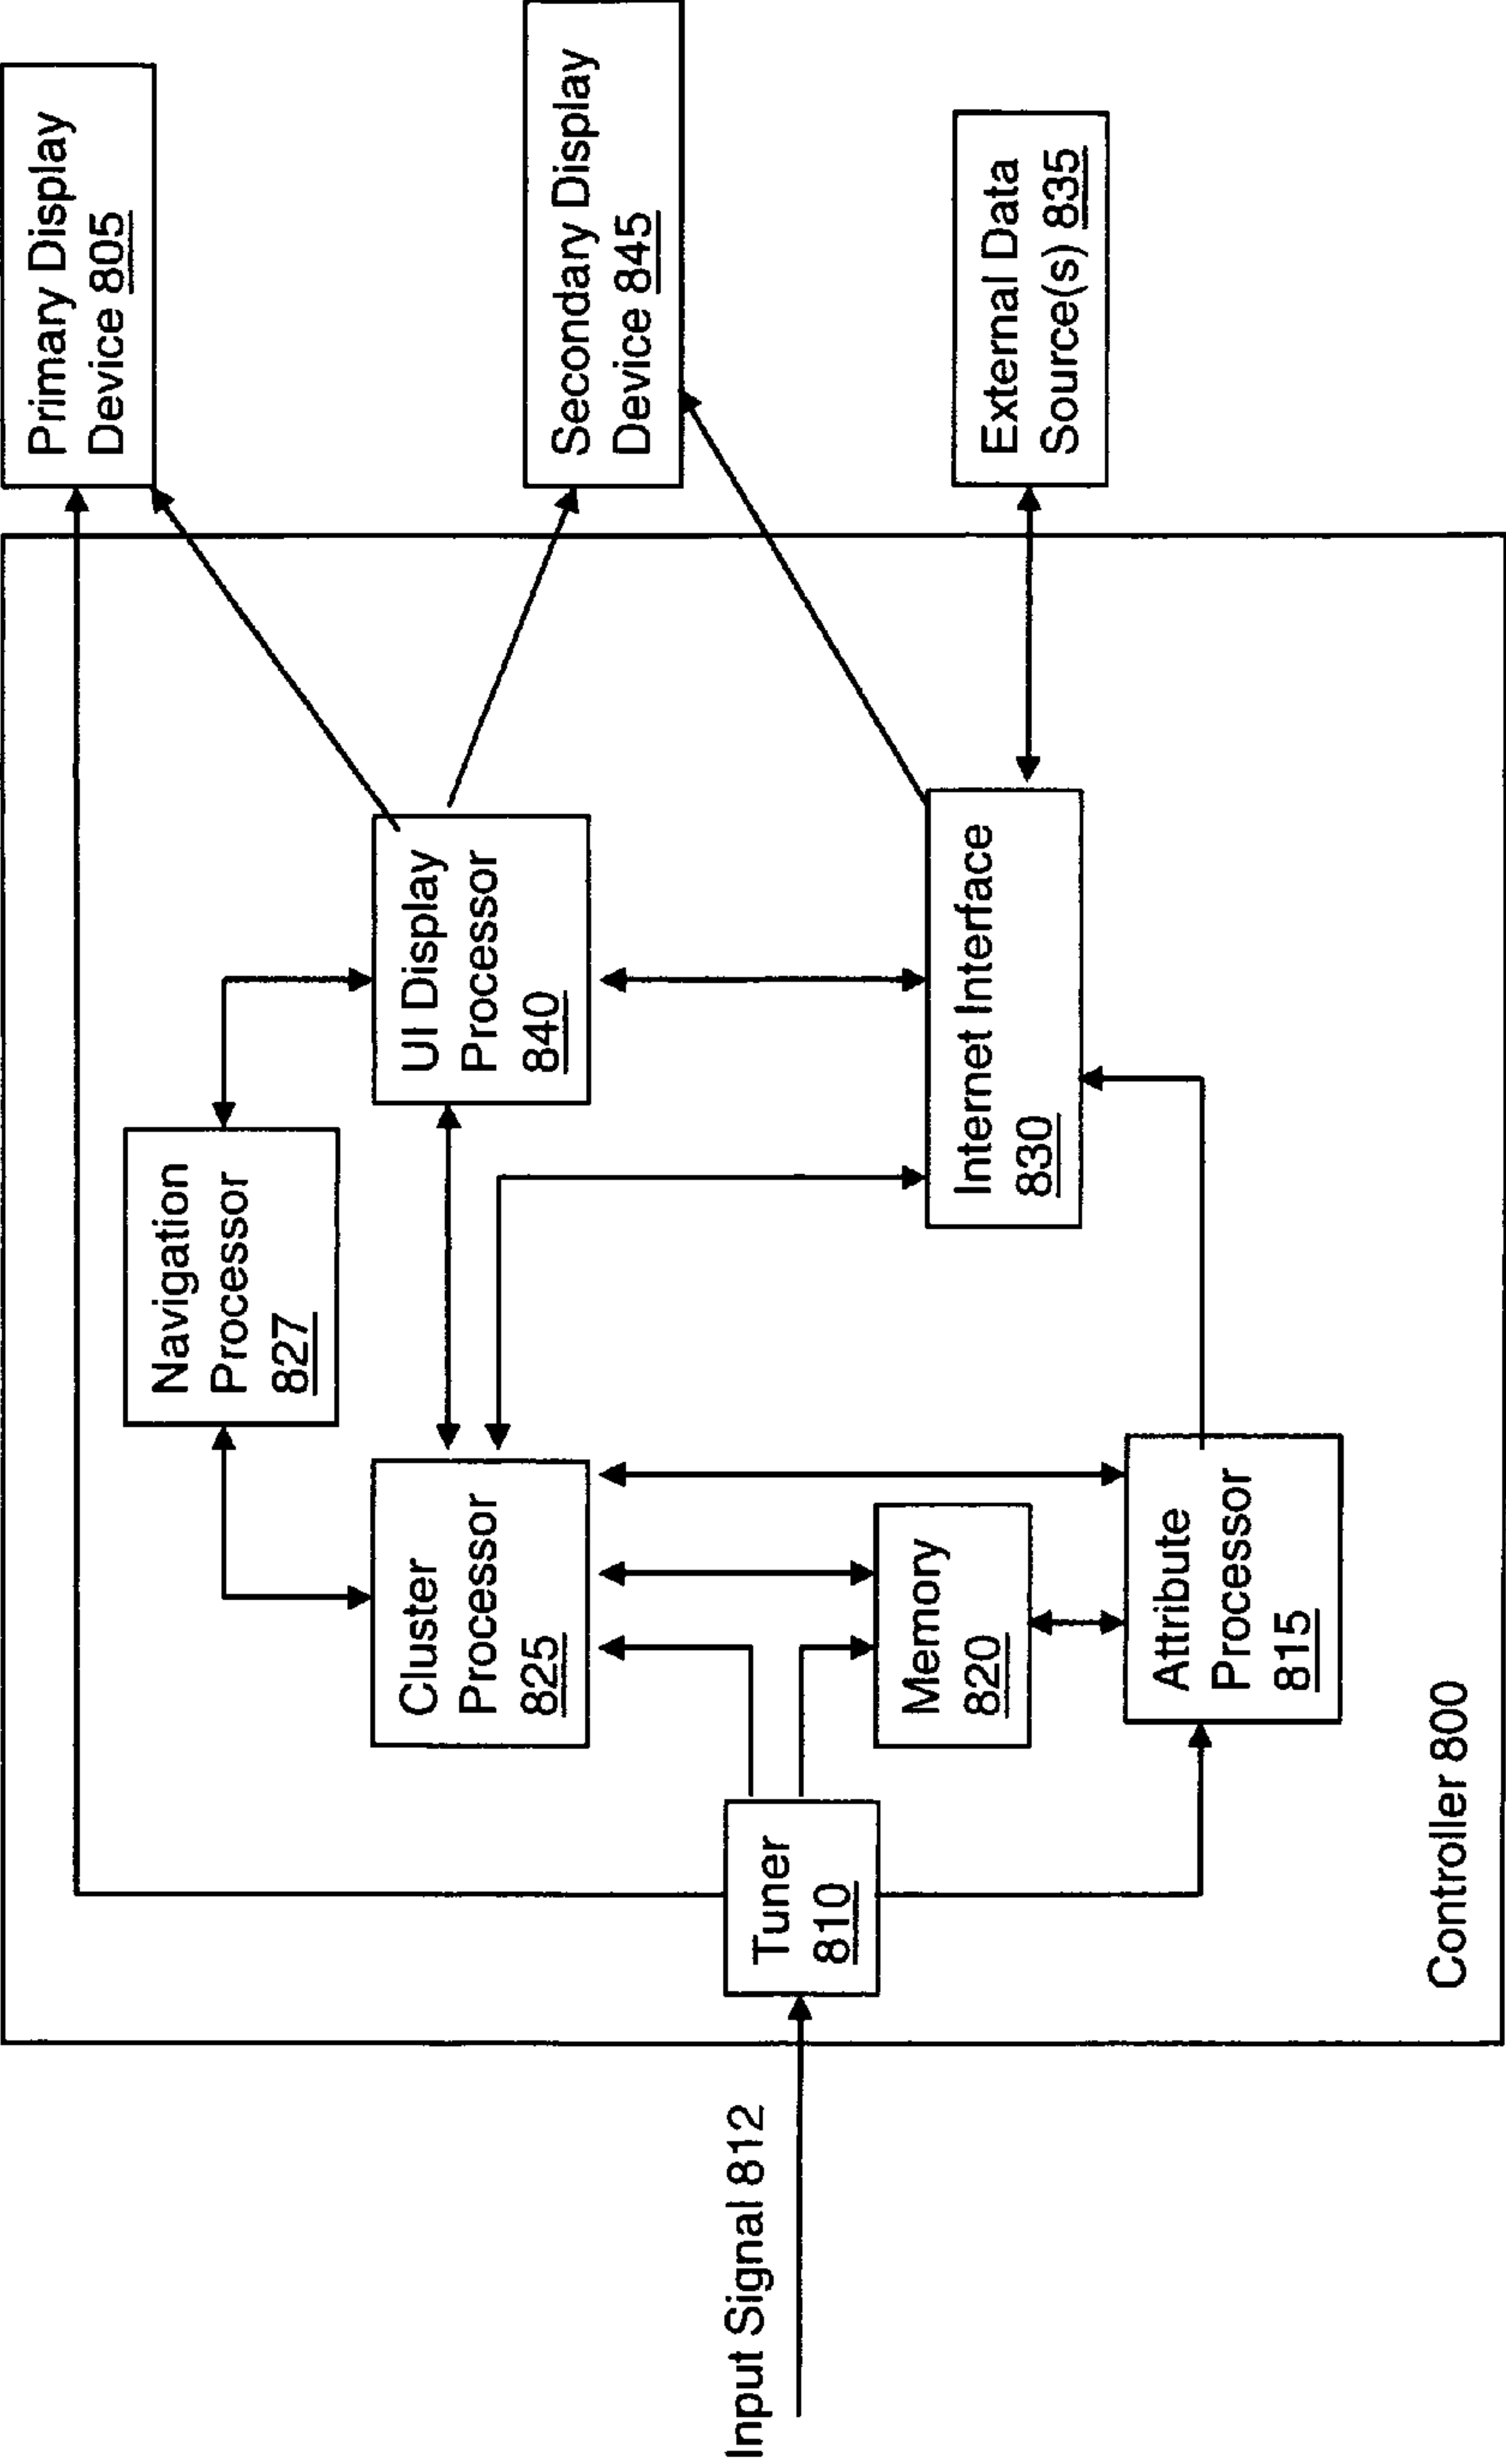 Primary Display
Device 805
Secondary Display
Device 845
External Data
Source(s) 835
Navigation
Processor
827
UI Display
Processor
840
Internet Interface
830
Cluster
Processor
825
Memory
820
Attribute
Processor
815
Tuner
810
Input Signal 812
Controller 800